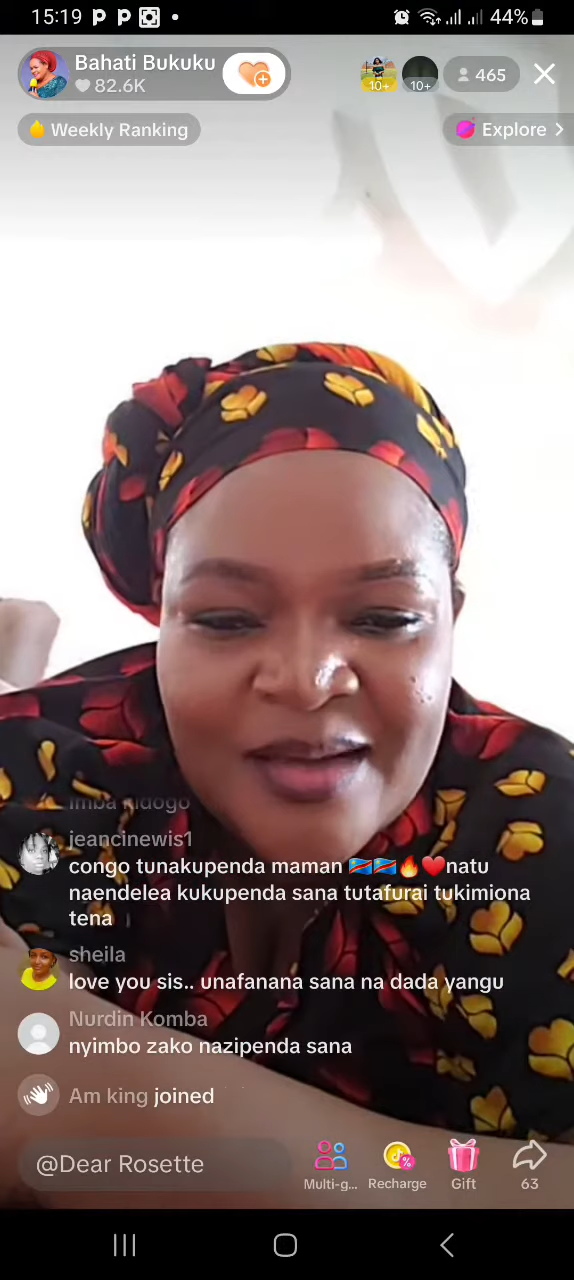 15:19
44%
Bahati Bukuku
82.6K
10+
10+
465
Weekly Ranking
Explore
Imba kidogo
jeancinewis1
congo tunakupenda maman 🇨🇩🇨🇩🔥❤️natu
naendelea kukupenda sana tutafurai tukimiona
tena
sheila
love you sis.. unafanana sana na dada yangu
Nurdin Komba
nyimbo zako nazipenda sana
Am king joined
@Dear Rosette
Multi-g...
Recharge
Gift
63